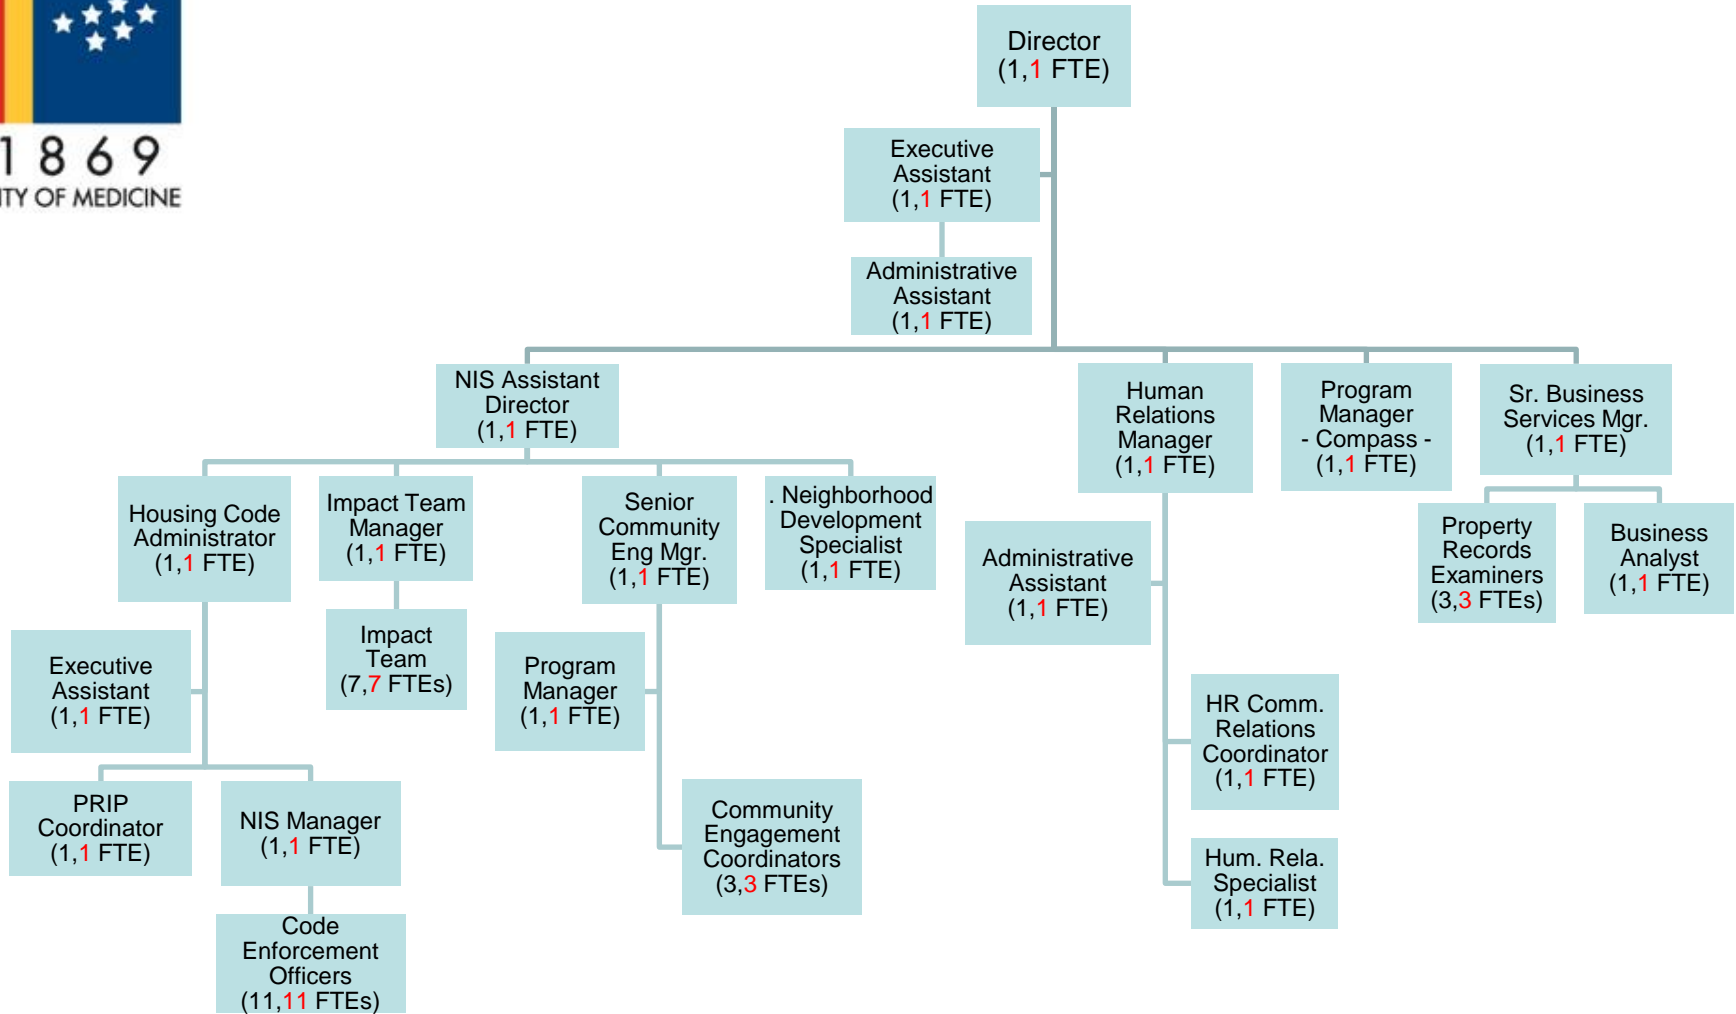 1869
TY OF MEDICINE
Director
(1,1 FTE)
Executive
Assistant
(1,1 FTE)
Administrative
Assistant
(1,1 FTE)
NIS Assistant
Director
(1,1 FTE)
Human
Relations
Manager
(1,1 FTE)
Program
Manager
- Compass -
(1,1 FTE)
Sr. Business
Services Mgr.
(1,1 FTE)
Housing Code
Administrator
(1,1 FTE)
Impact Team
Manager
(1,1 FTE)
Senior
Community
Eng Mgr.
(1,1 FTE)
. Neighborhood
Development
Specialist
(1,1 FTE)
Administrative
Assistant
(1,1 FTE)
Property
Records
Examiners
(3,3 FTEs)
Business
Analyst
(1,1 FTE)
Executive
Assistant
(1,1 FTE)
Impact
Team
(7,7 FTEs)
Program
Manager
(1,1 FTE)
HR Comm.
Relations
Coordinator
(1,1 FTE)
PRIP
Coordinator
(1,1 FTE)
NIS Manager
(1,1 FTE)
Community
Engagement
Coordinators
(3,3 FTEs)
Hum. Rela.
Specialist
(1,1 FTE)
Code
Enforcement
Officers
(11,11 FTEs)